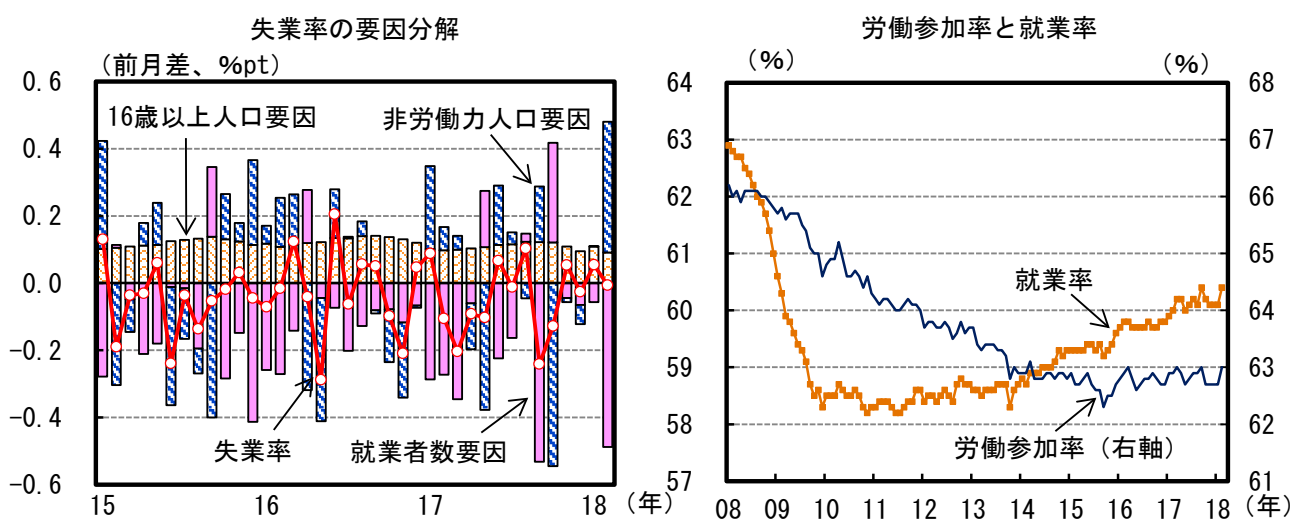 失業率の要因分解
（前月差、%pt）
0.6
0.4
0.2
0.0
-0.2
-0.4
-0.6
16歳以上人口要因
非労働力人口要因
失業率
就業者数要因
15 16 17 18 （年）
労働参加率と就業率
（%） （%）
64
63
62
61
60
59
58
57
68
67
66
65
64
63
62
61
就業率
労働参加率（右軸）
08 09 10 11 12 13 14 15 16 17 18 （年）